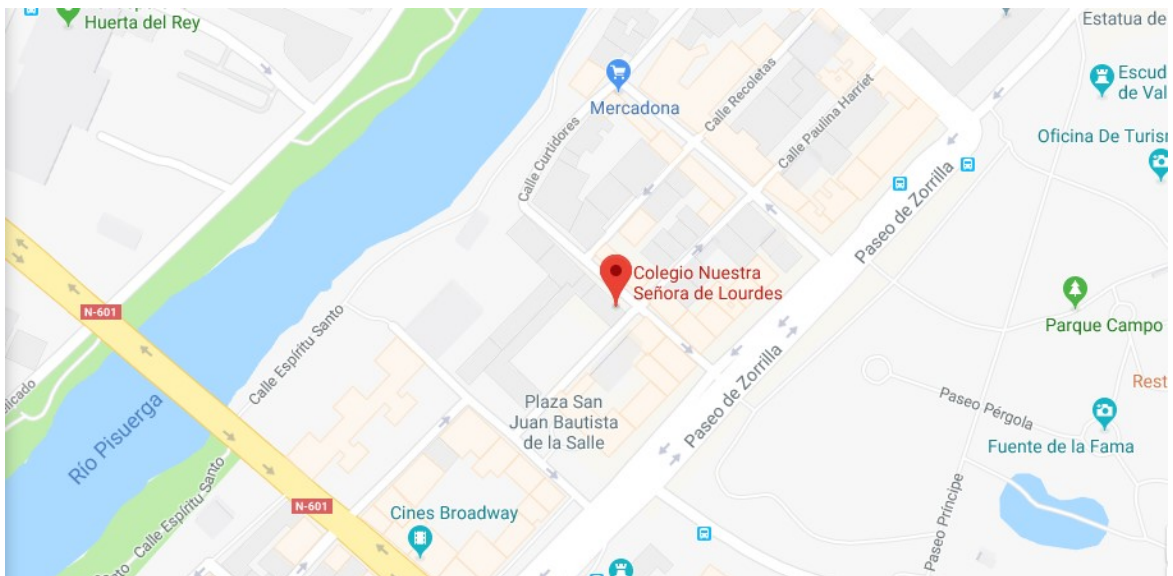 Huerta del Rey
Estatua de
Escud
de Val
Mercadona
Calle Recoletas
Calle Paulina Harriet
Oficina De Turism
Calle Curtidores
Paseo de Zorrilla
Colegio Nuestra
Señora de Lourdes
N-601
Parque Campo
Calle Espíritu Santo
Paseo de Zorrilla
Rest
Plaza San
Juan Bautista
de la Salle
Paseo Pérgola
Río Pisuerga
Fuente de la Fama
Calle Espíritu Santo
N-601
Cines Broadway
Paseo Príncipe